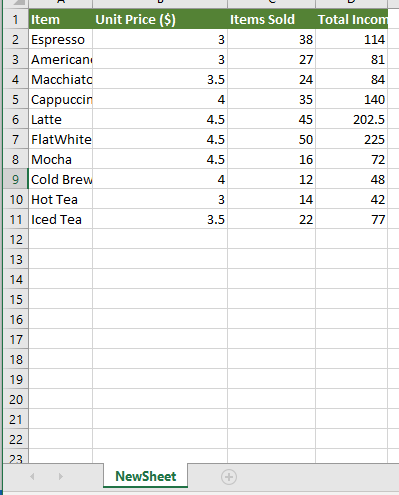 1 Item Unit Price ($) Items Sold Total Incom
2 Espresso 3 38 114
3 American 3 27 81
4 Macchiato 3.5 24 84
5 Cappuccin 4 35 140
6 Latte 4.5 45 202.5
7 FlatWhite 4.5 50 225
8 Mocha 4.5 16 72
9 Cold Brew 4 12 48
10 Hot Tea 3 14 42
11 Iced Tea 3.5 22 77
12
13
14
15
16
17
18
19
20
21
22
23
NewSheet